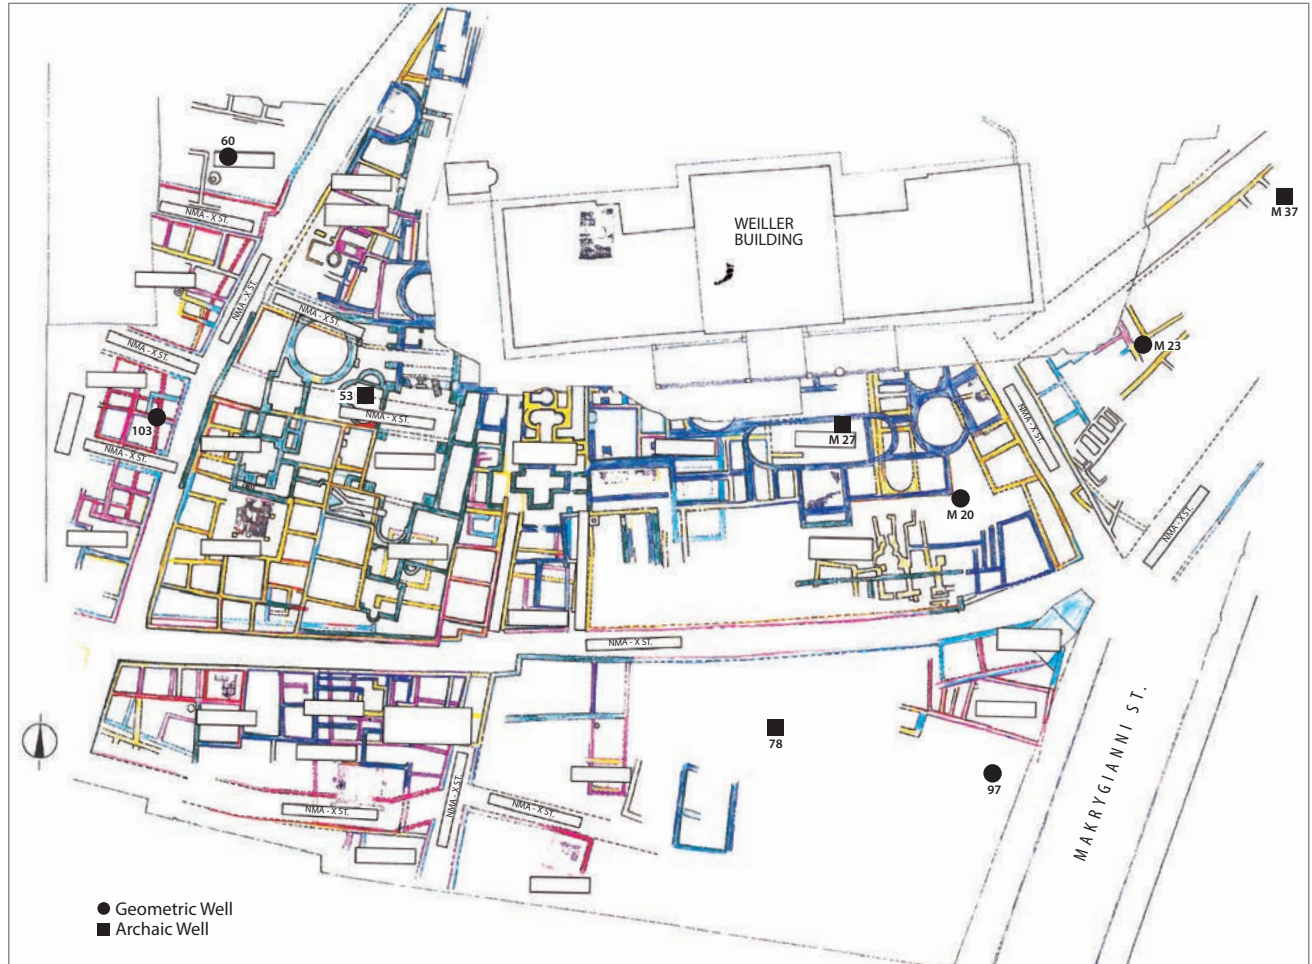 60
NMA - X ST.
M 37
WEILLER
BUILDING
NMA - X ST.
NMA - X ST.
NMA - X ST.
M 23
53
NMA - X ST.
NMA - X ST.
103
M 27
NMA - X ST.
M 20
NMA - X ST.
NMA - X ST.
78
97
MAKRYGIANNI ST.
NMA - X ST.
NMA - X ST.
NMA - X ST.
Geometric Well
Archaic Well